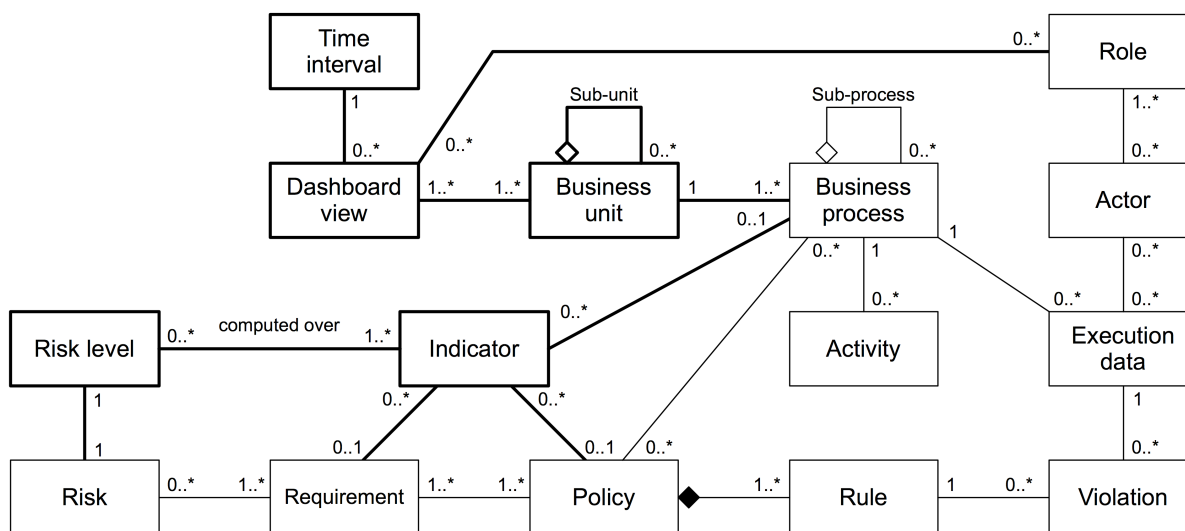 Time
interval
0..*
Role
1
Sub-unit
Sub-process
1..*
0..*
0..*
0..*
0..*
0..*
Dashboard
view
1..*
1..*
Business
unit
1
1..*
Business
process
Actor
0..1
0..*
1
1
0..*
0..*
0..*
0..*
0..*
Risk level
0..*
computed over
1..*
Indicator
Activity
Execution
data
1
0..*
0..*
1
1
0..1
0..1
0..*
0..*
Risk
0..*
1..*
Requirement
1..*
1..*
Policy
1..*
Rule
1
0..*
Violation